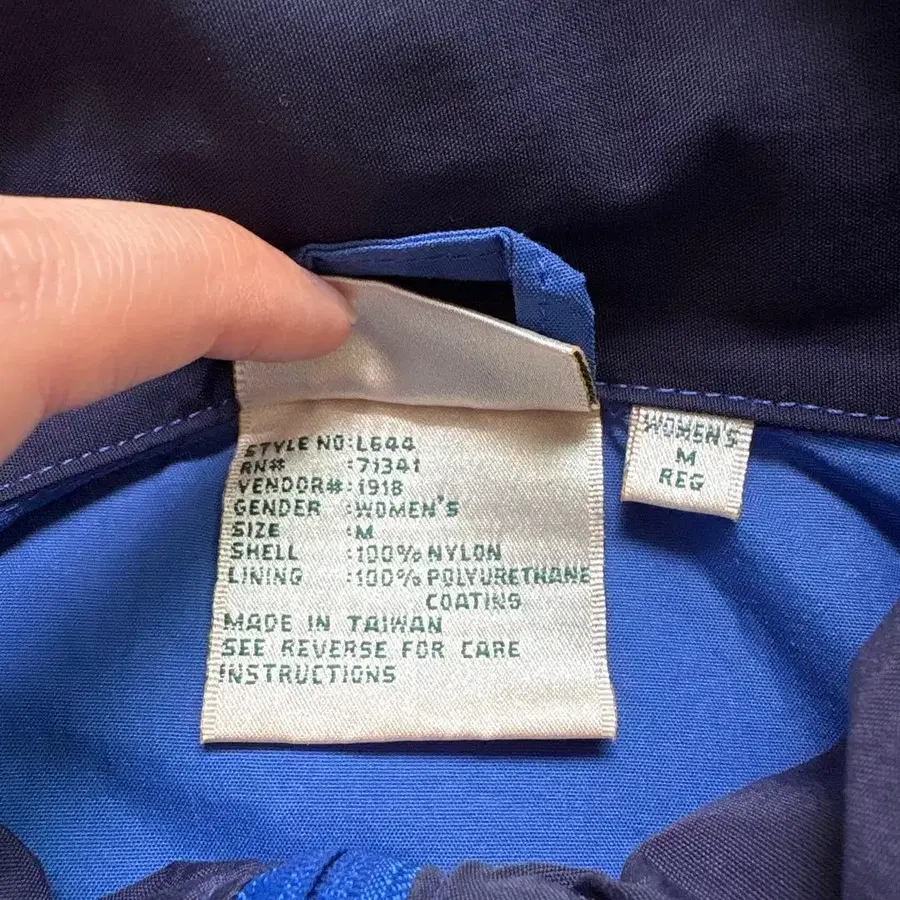 STYLE NO:L644
RN# :71341
VENDOR#:1918
GENDER :WOMEN'S
SIZE :M
SHELL :100% NYLON
LINING :100% POLYURETHANE
COATING
MADE IN TAIWAN
SEE REVERSE FOR CARE
INSTRUCTIONS
WOMEN'S
M
REG